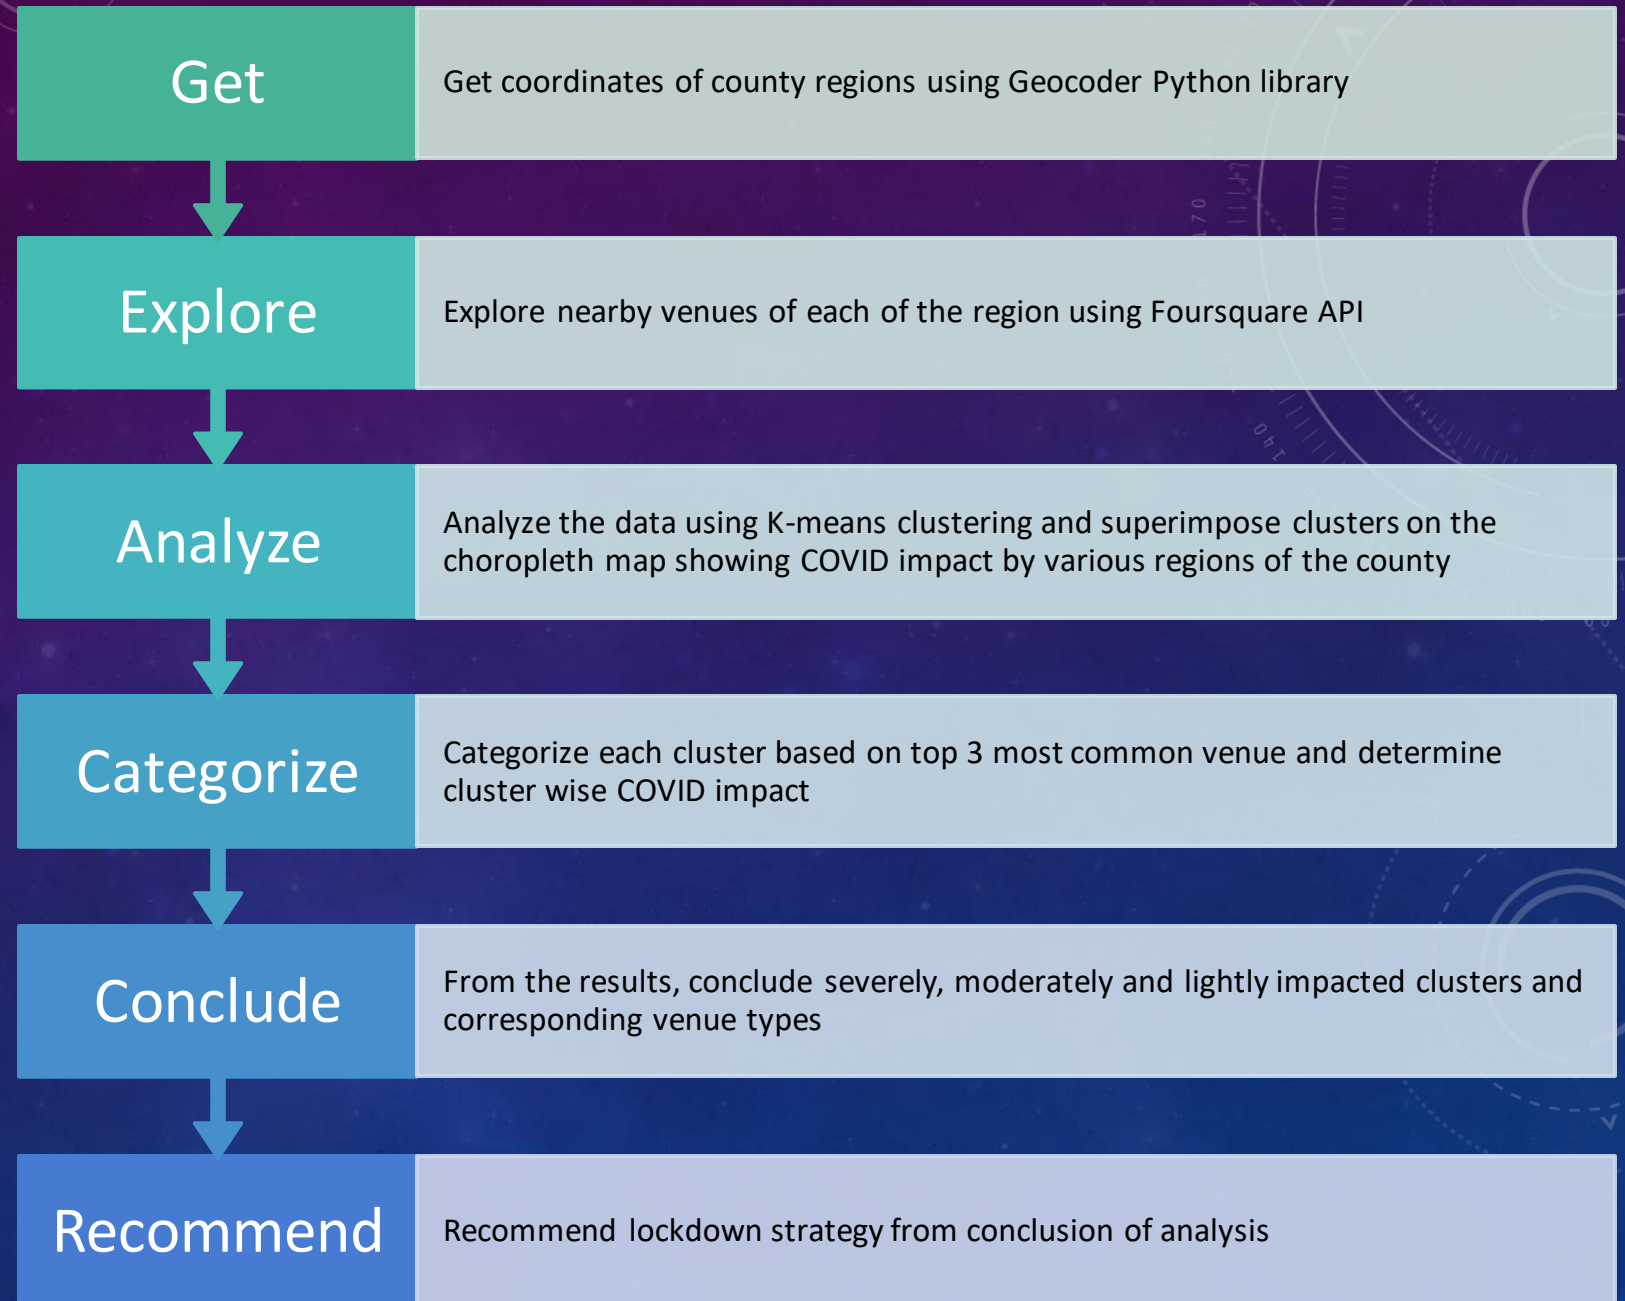 Get
Get coordinates of county regions using Geocoder Python library
Explore
Explore nearby venues of each of the region using Foursquare API
Analyze
Analyze the data using K-means clustering and superimpose clusters on the
choropleth map showing COVID impact by various regions of the county
Categorize
Categorize each cluster based on top 3 most common venue and determine
cluster wise COVID impact
Conclude
From the results, conclude severely, moderately and lightly impacted clusters and
corresponding venue types
Recommend
Recommend lockdown strategy from conclusion of analysis
170
140